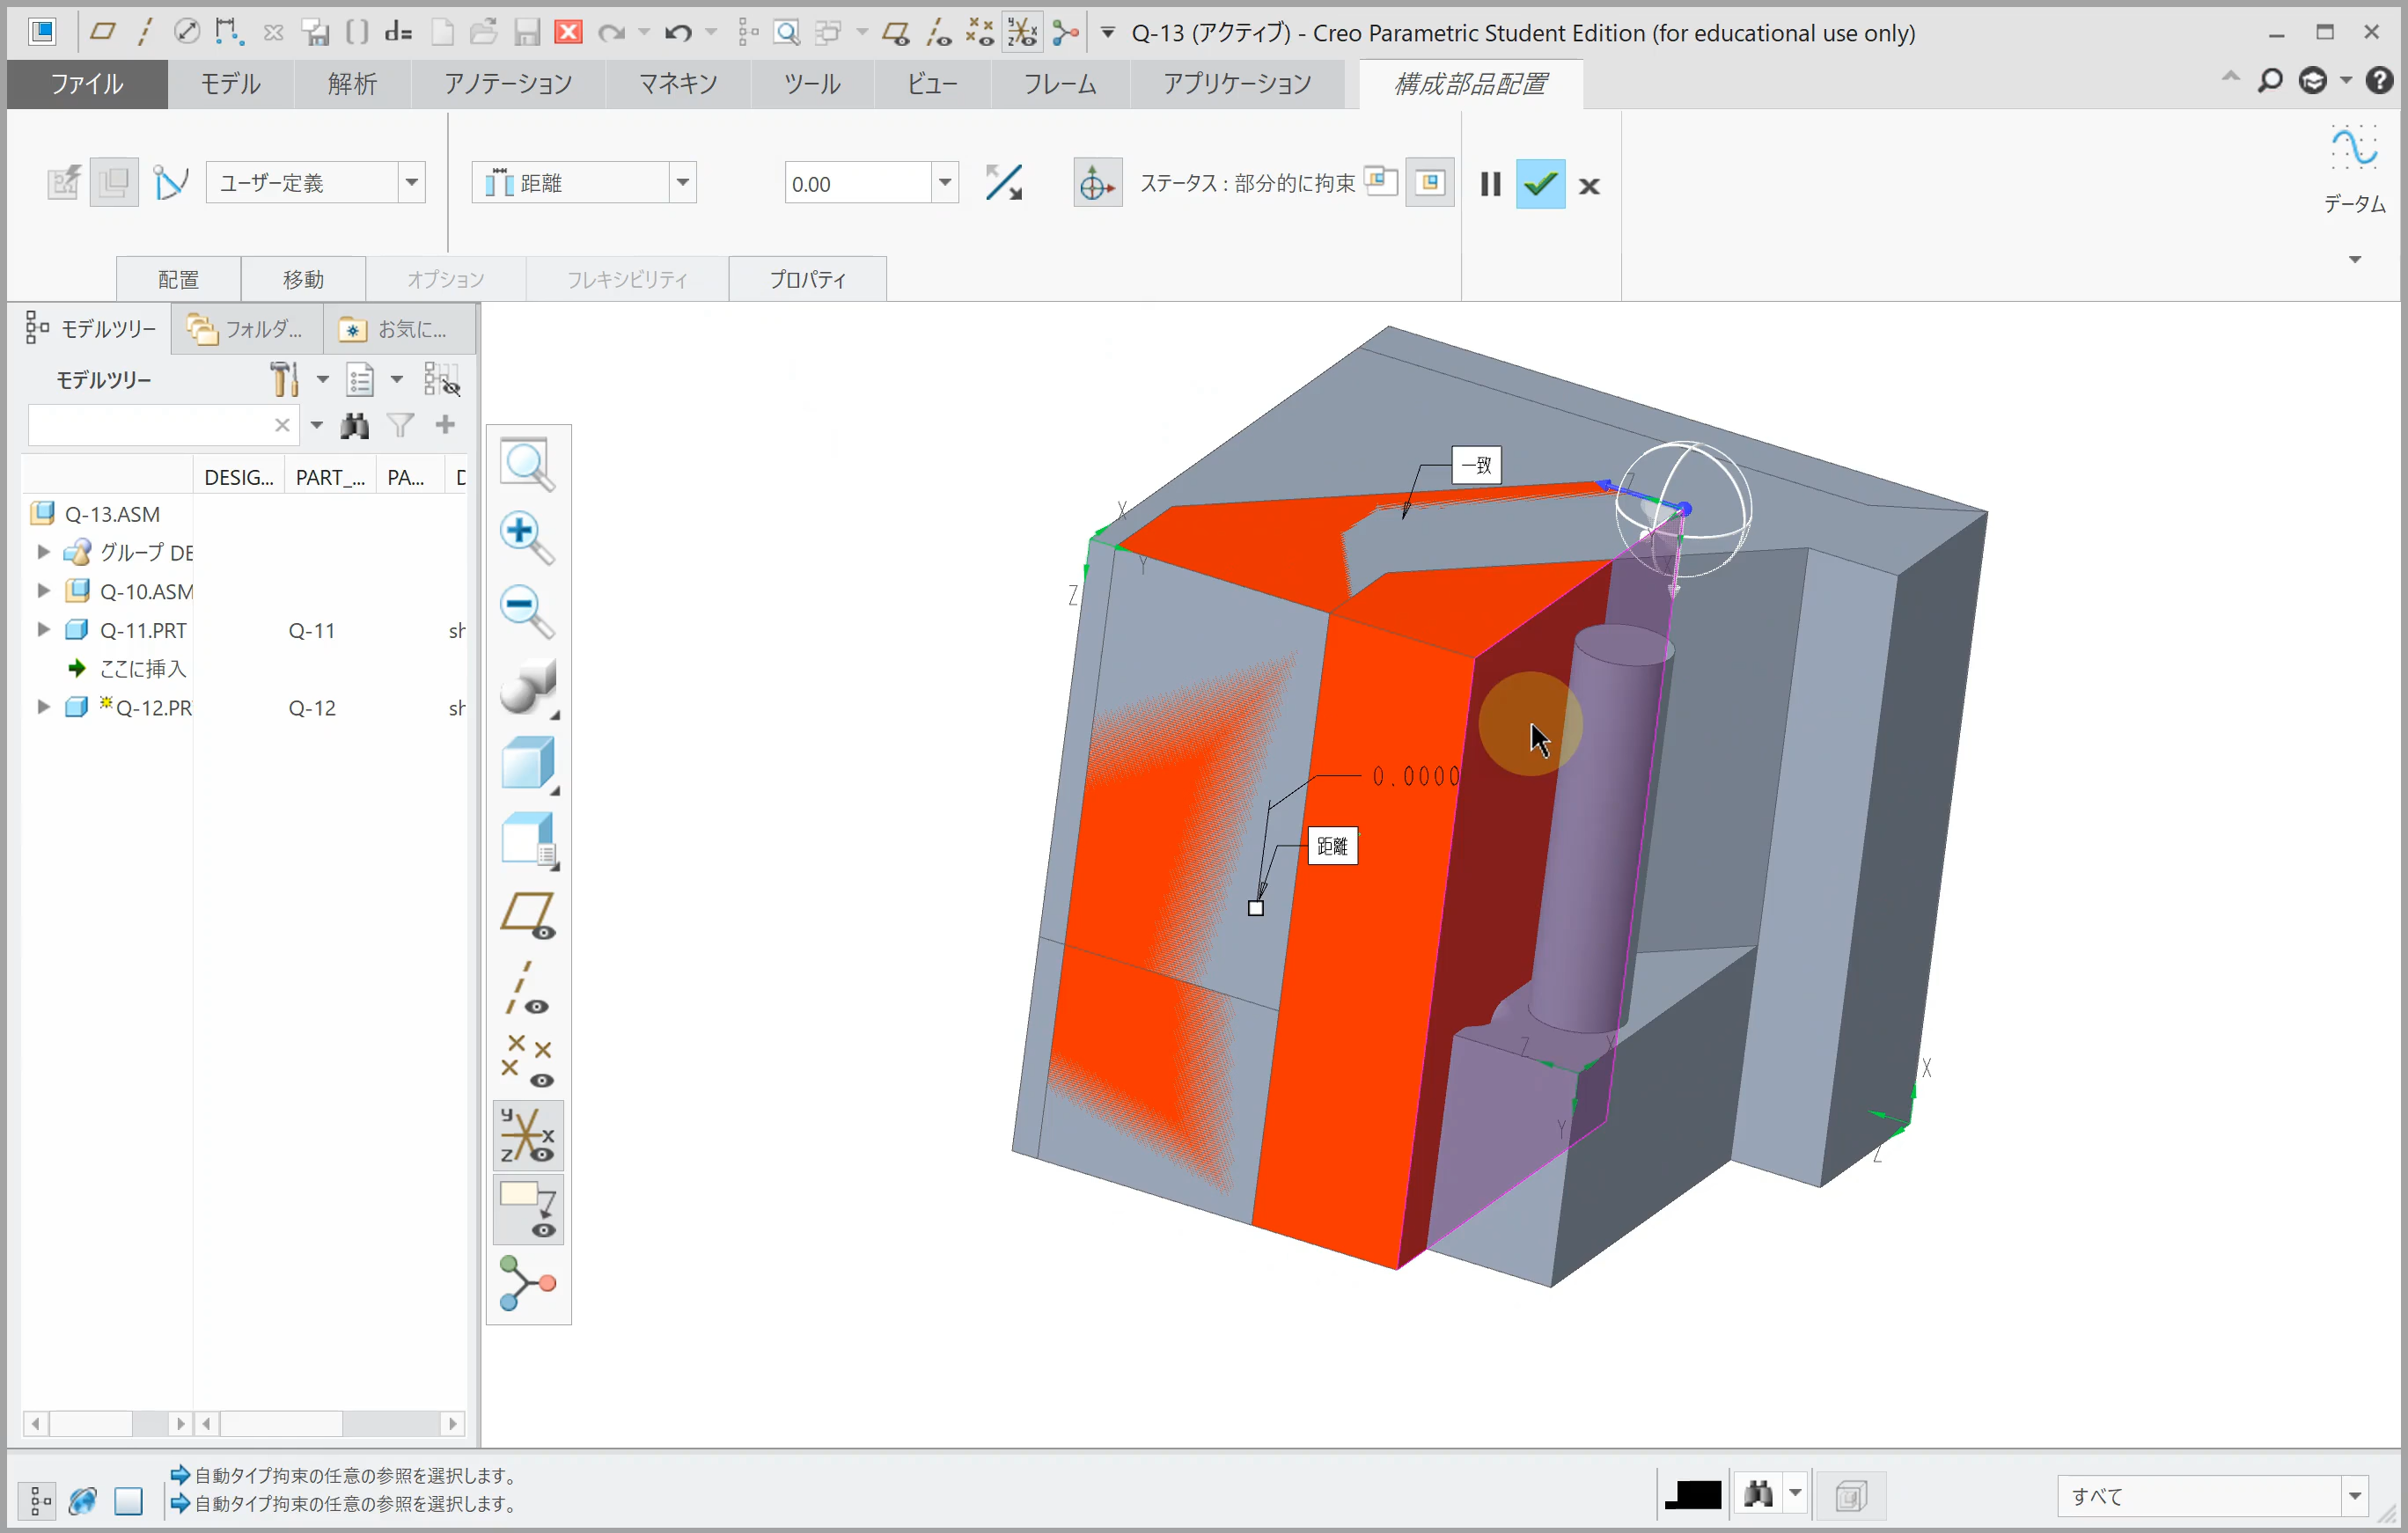 d=
Q-13 (アクティブ) - Creo Parametric Student Edition (for educational use only)
ファイル
モデル
解析
アノテーション
マネキン
ツール
ビュー
フレーム
アプリケーション
構成部品配置
ユーザー定義
距離
0.00
ステータス : 部分的に拘束
データム
配置
移動
オプション
フレキシビリティ
プロパティ
モデルツリー
フォルダ...
お気に...
モデルツリー
DESIG...
PART_...
PA...
Q-13.ASM
グループ DE
Q-10.ASM
Q-11.PRT
Q-11
sh
ここに挿入
Q-12.PR
Q-12
sh
一致
X
Y
Z
0.0000
距離
Z
Y
X
Z
自動タイプ拘束の任意の参照を選択します。
自動タイプ拘束の任意の参照を選択します。
すべて